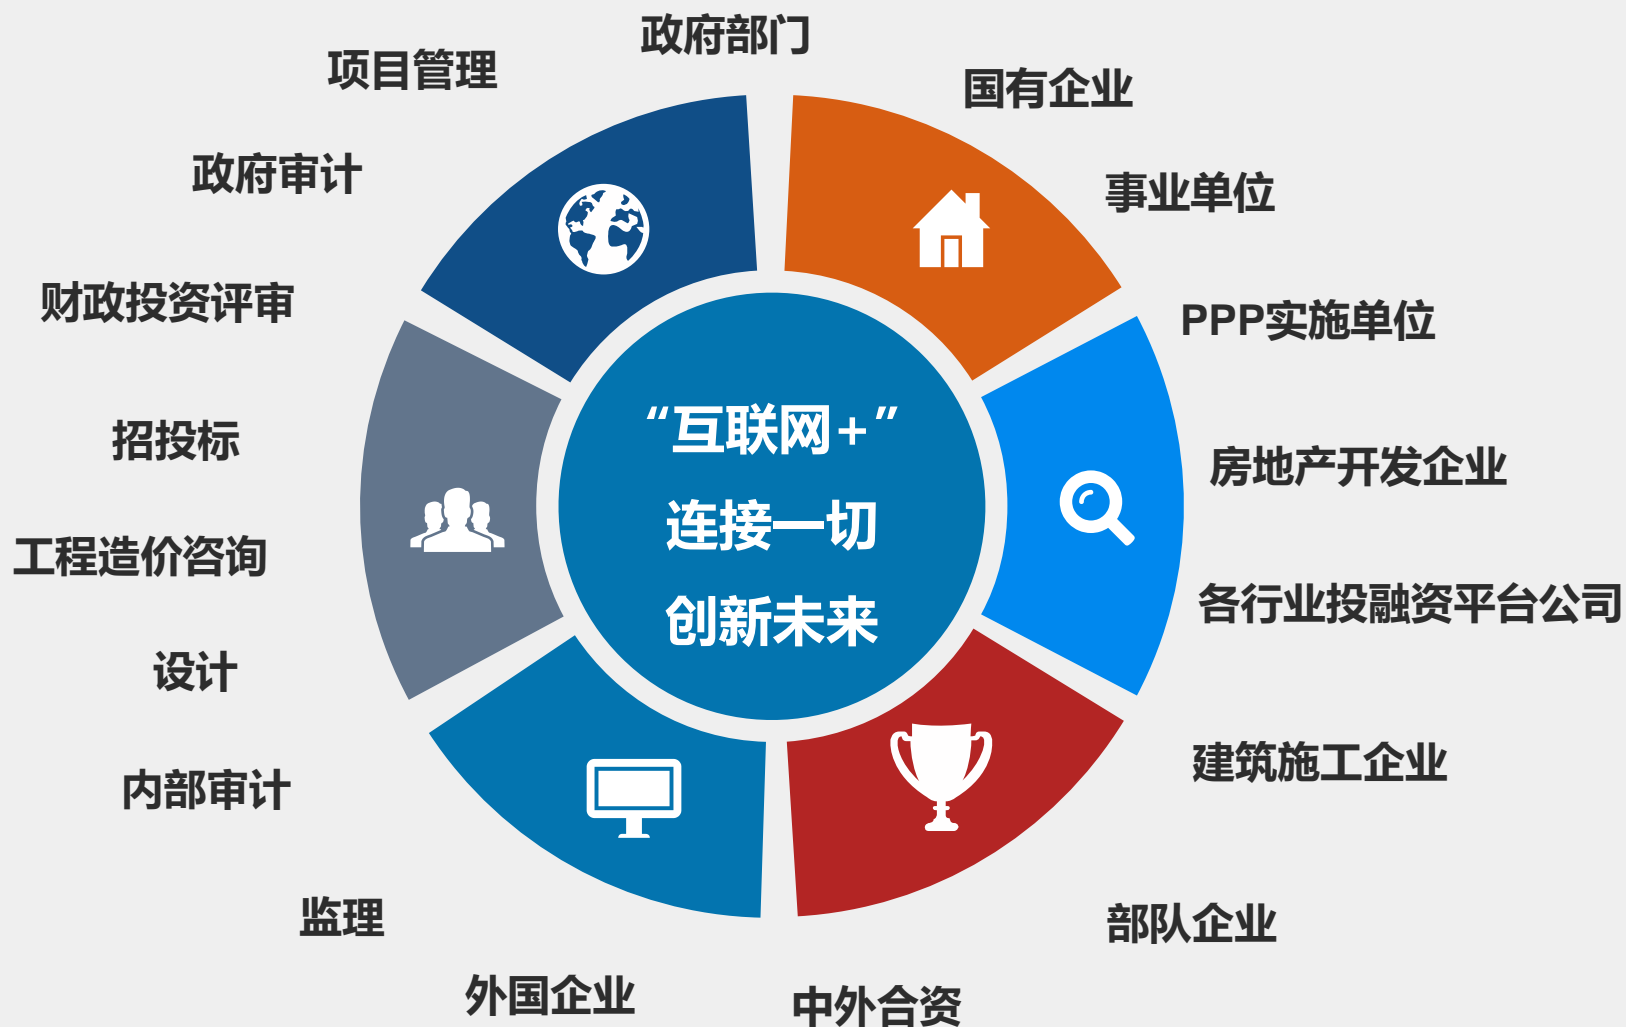 政府部门
项目管理
国有企业
政府审计
事业单位
财政投资评审
PPP实施单位
“互联网+”
连接一切
创新未来
招投标
房地产开发企业
工程造价咨询
各行业投融资平台公司
设计
建筑施工企业
内部审计
监理
部队企业
外国企业
中外合资